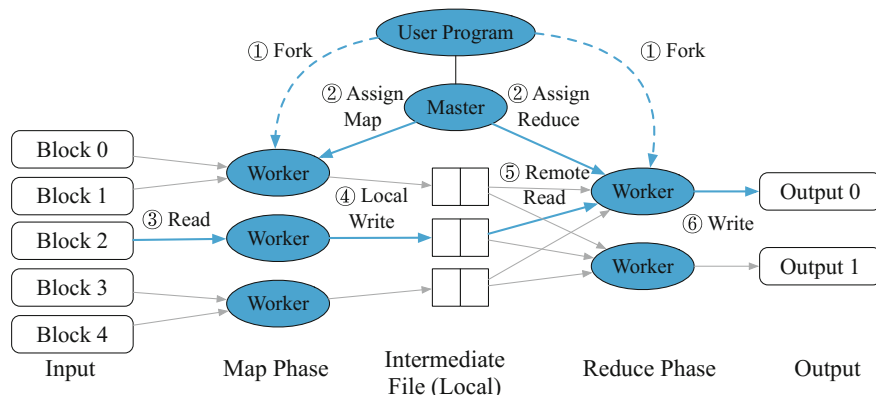 User Program
① Fork
① Fork
② Assign
Map
② Assign
Reduce
Master
Block 0
Block 1
Block 2
Block 3
Block 4
Worker
Worker
Worker
③ Read
④ Local
Write
⑤ Remote
Read
Worker
Worker
⑥ Write
Output 0
Output 1
Input
Map Phase
Intermediate
File (Local)
Reduce Phase
Output